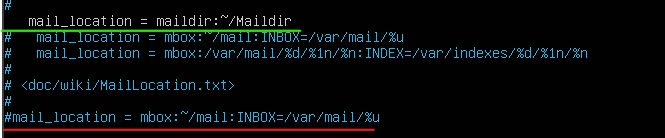 #
mail_location = maildir:~/Maildir
#   mail_location = mbox:~/mail:INBOX=/var/mail/%u
#   mail_location = mbox:/var/mail/%d/%1n/%n:INDEX=/var/indexes/%d/%1n/%n
#
# <doc/wiki/MailLocation.txt>
#
#mail_location = mbox:~/mail:INBOX=/var/mail/%u